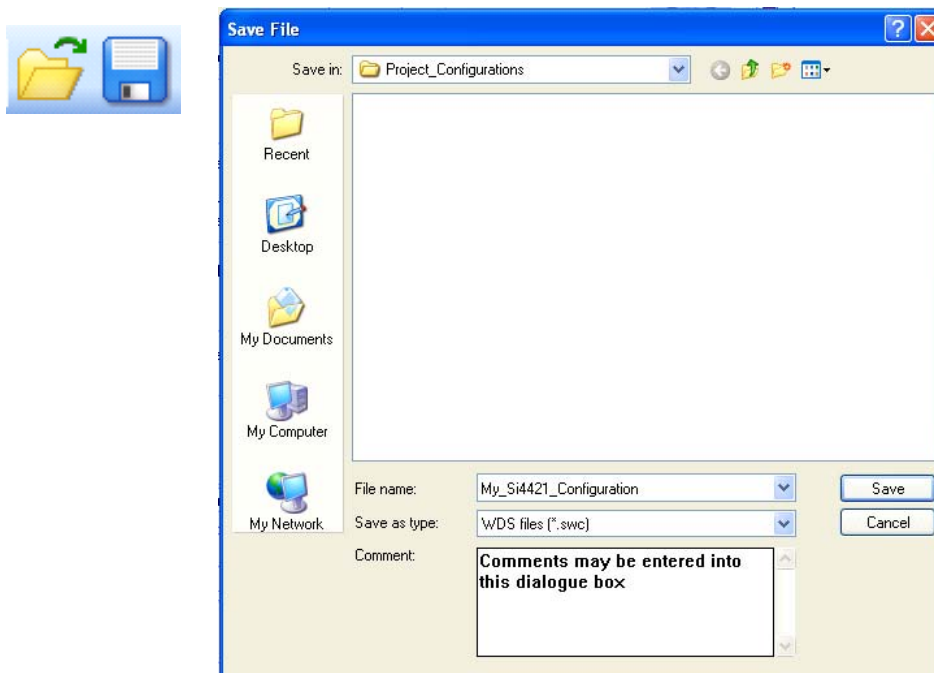 Save File
Save in: Project_Configurations
Recent
Desktop
My Documents
My Computer
My Network
File name: My_Si4421_Configuration Save
Save as type: WDS files (*.swc) Cancel
Comment: Comments may be entered into
this dialogue box